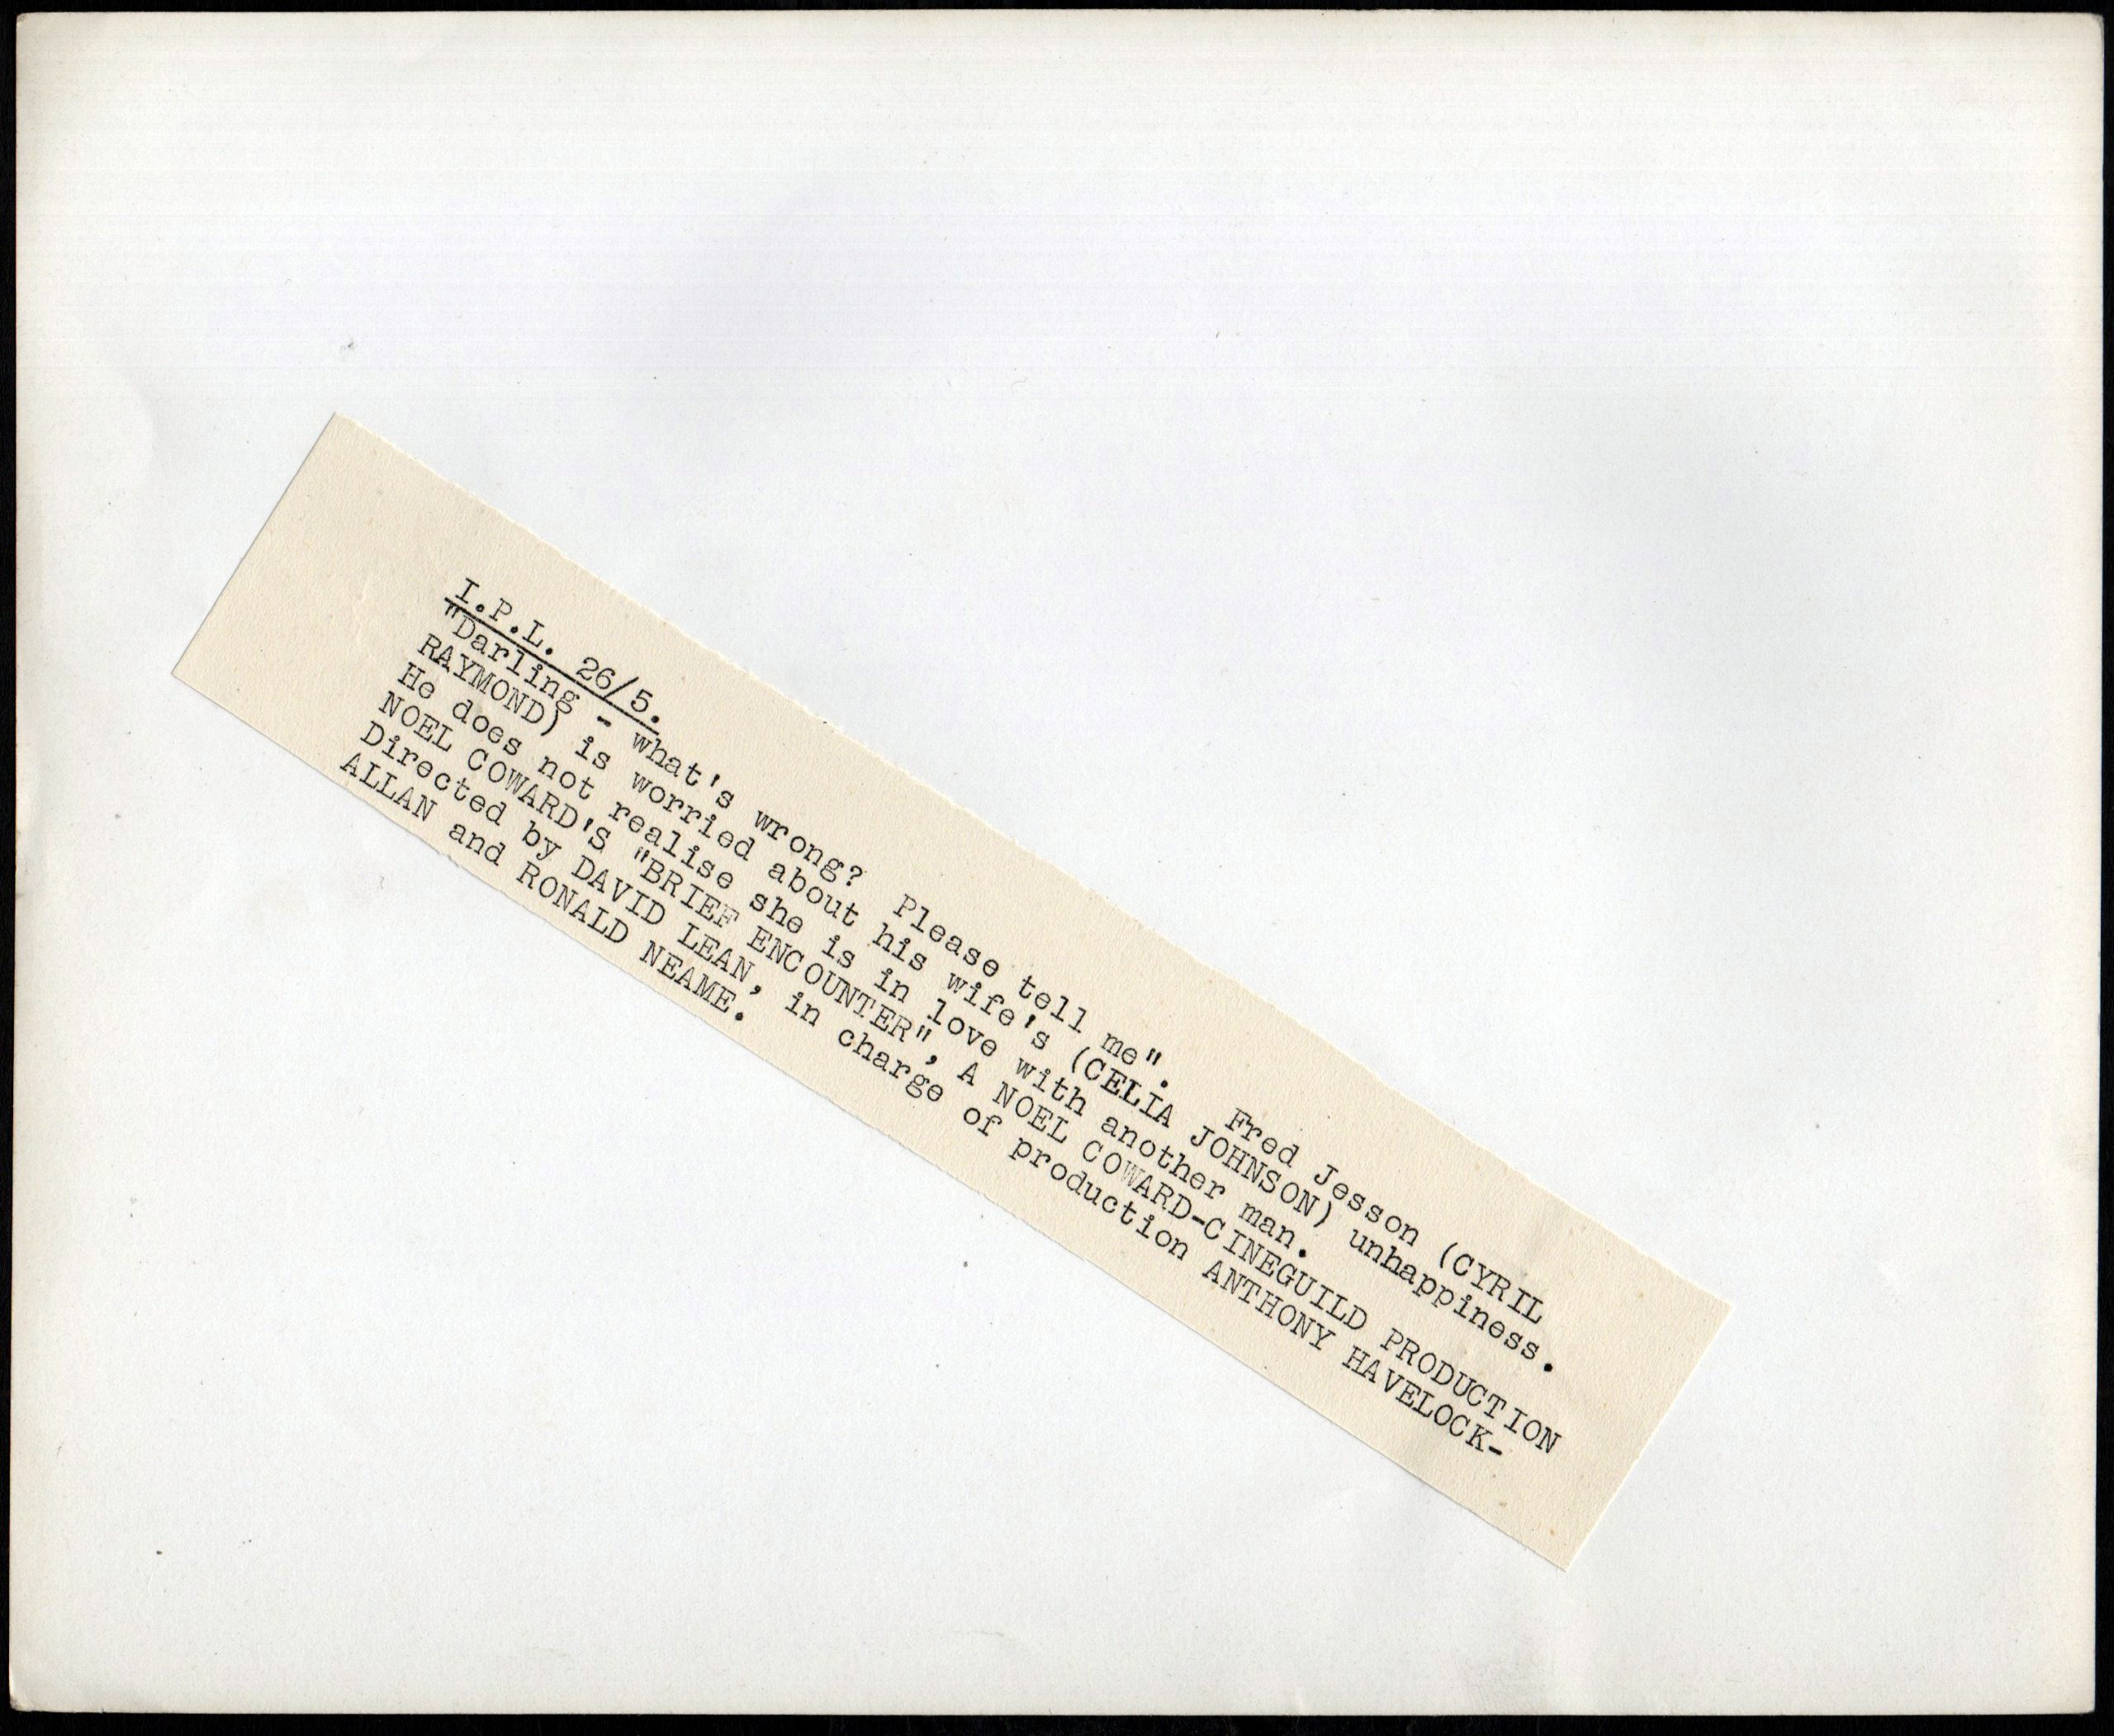 I.P.L. 26/5.
"Darling - what's wrong? Please tell me". Fred Jesson (CYRIL
RAYMOND) is worried about his wife's (CELIA JOHNSON) unhappiness.
He does not realise she is in love with another man.
NOEL COWARD'S "BRIEF ENCOUNTER", A NOEL COWARD-CINEGUILD PRODUCTION
Directed by DAVID LEAN, in charge of production ANTHONY HAVELOCK-
ALLAN and RONALD NEAME.